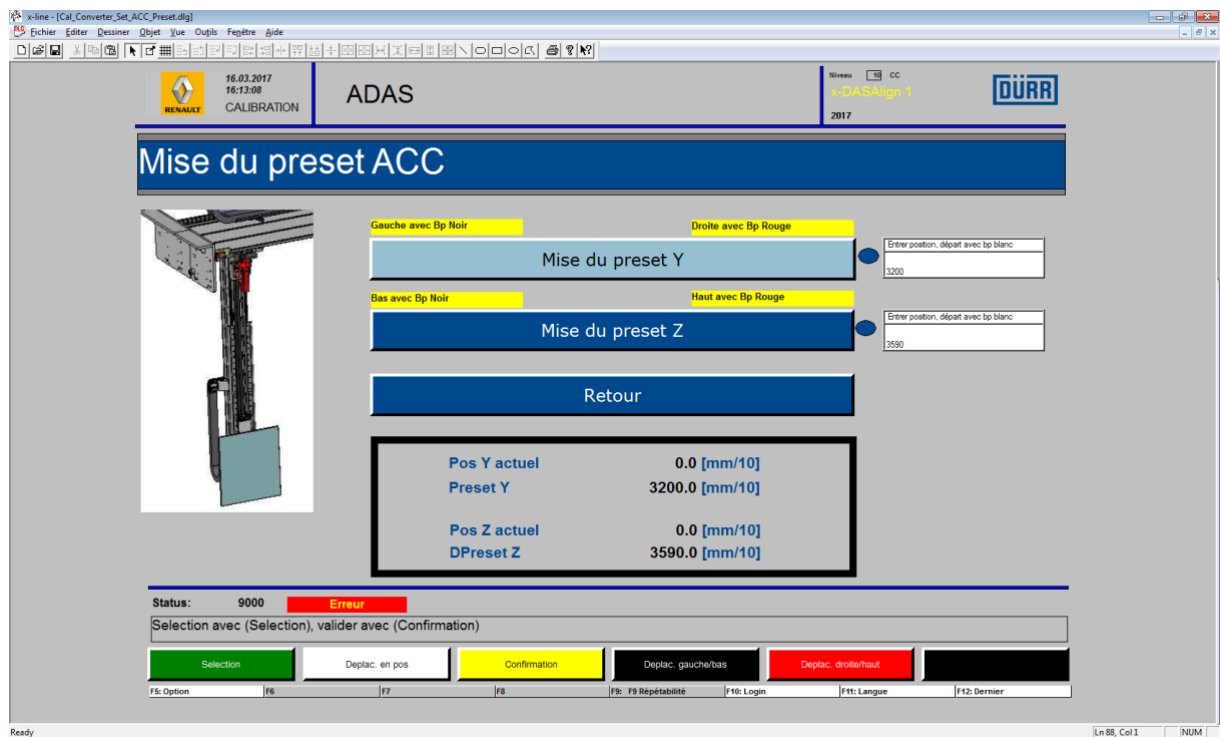 x-line - [Cal_Converter_Set_ACC_Preset.dlg]
Fichier Editer Dessiner Objet Vue Outils Fenêtre Aide
RENAULT
16.03.2017
16:13:08
CALIBRATION
ADAS
Niveau 10 CC
x-DASAlign 1
2017
DÜRR
Mise du preset ACC
Gauche avec Bp Noir
Droite avec Bp Rouge
Mise du preset Y
Entrer position, départ avec bp blanc
3200
Bas avec Bp Noir
Haut avec Bp Rouge
Mise du preset Z
Entrer postion, départ avec bp blanc
3590
Retour
Pos Y actuel 0.0 [mm/10]
Preset Y 3200.0 [mm/10]
Pos Z actuel 0.0 [mm/10]
DPreset Z 3590.0 [mm/10]
Status: 9000 Erreur
Selection avec (Selection), valider avec (Confirmation)
Selection
Deplac. en pos
Confirmation
Deplac. gauche/bas
Deplac. droite/haut
F5: Option F6 F7 F8 F9: F9 Rèpètabilité F10: Login F11: Langue F12: Dernier
Ready
Ln 88, Col 1
NUM